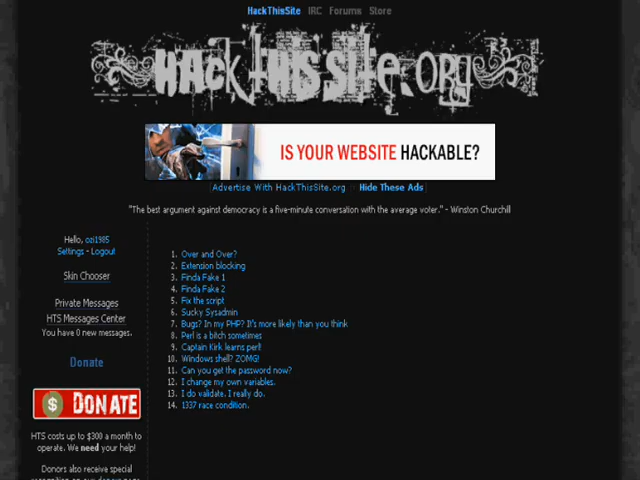 HackThisSite IRC Forums Store
HackThisSite.org
IS YOUR WEBSITE HACKABLE?
Advertise With HackThisSite.org :: Hide These Ads
"The best argument against democracy is a five-minute conversation with the average voter." - Winston Churchill
Hello, ozi1985
Settings - Logout
Skin Chooser
Private Messages
HTS Messages Center
You have 0 new messages.
Donate
$ DONATE
HTS costs up to $300 a month to
operate. We need your help!
Donors also receive special
1. Over and Over?
2. Extension blocking
3. Finda Fake 1
4. Finda Fake 2
5. Fix the script
6. Sucky Sysadmin
7. Bugs? In my PHP? It's more likely than you think
8. Perl is a bitch sometimes
9. Captain Kirk learns perl!
10. Windows shell? ZOMG!
11. Can you get the password now?
12. I change my own variables.
13. I do validate. I really do.
14. 1337 race condition.